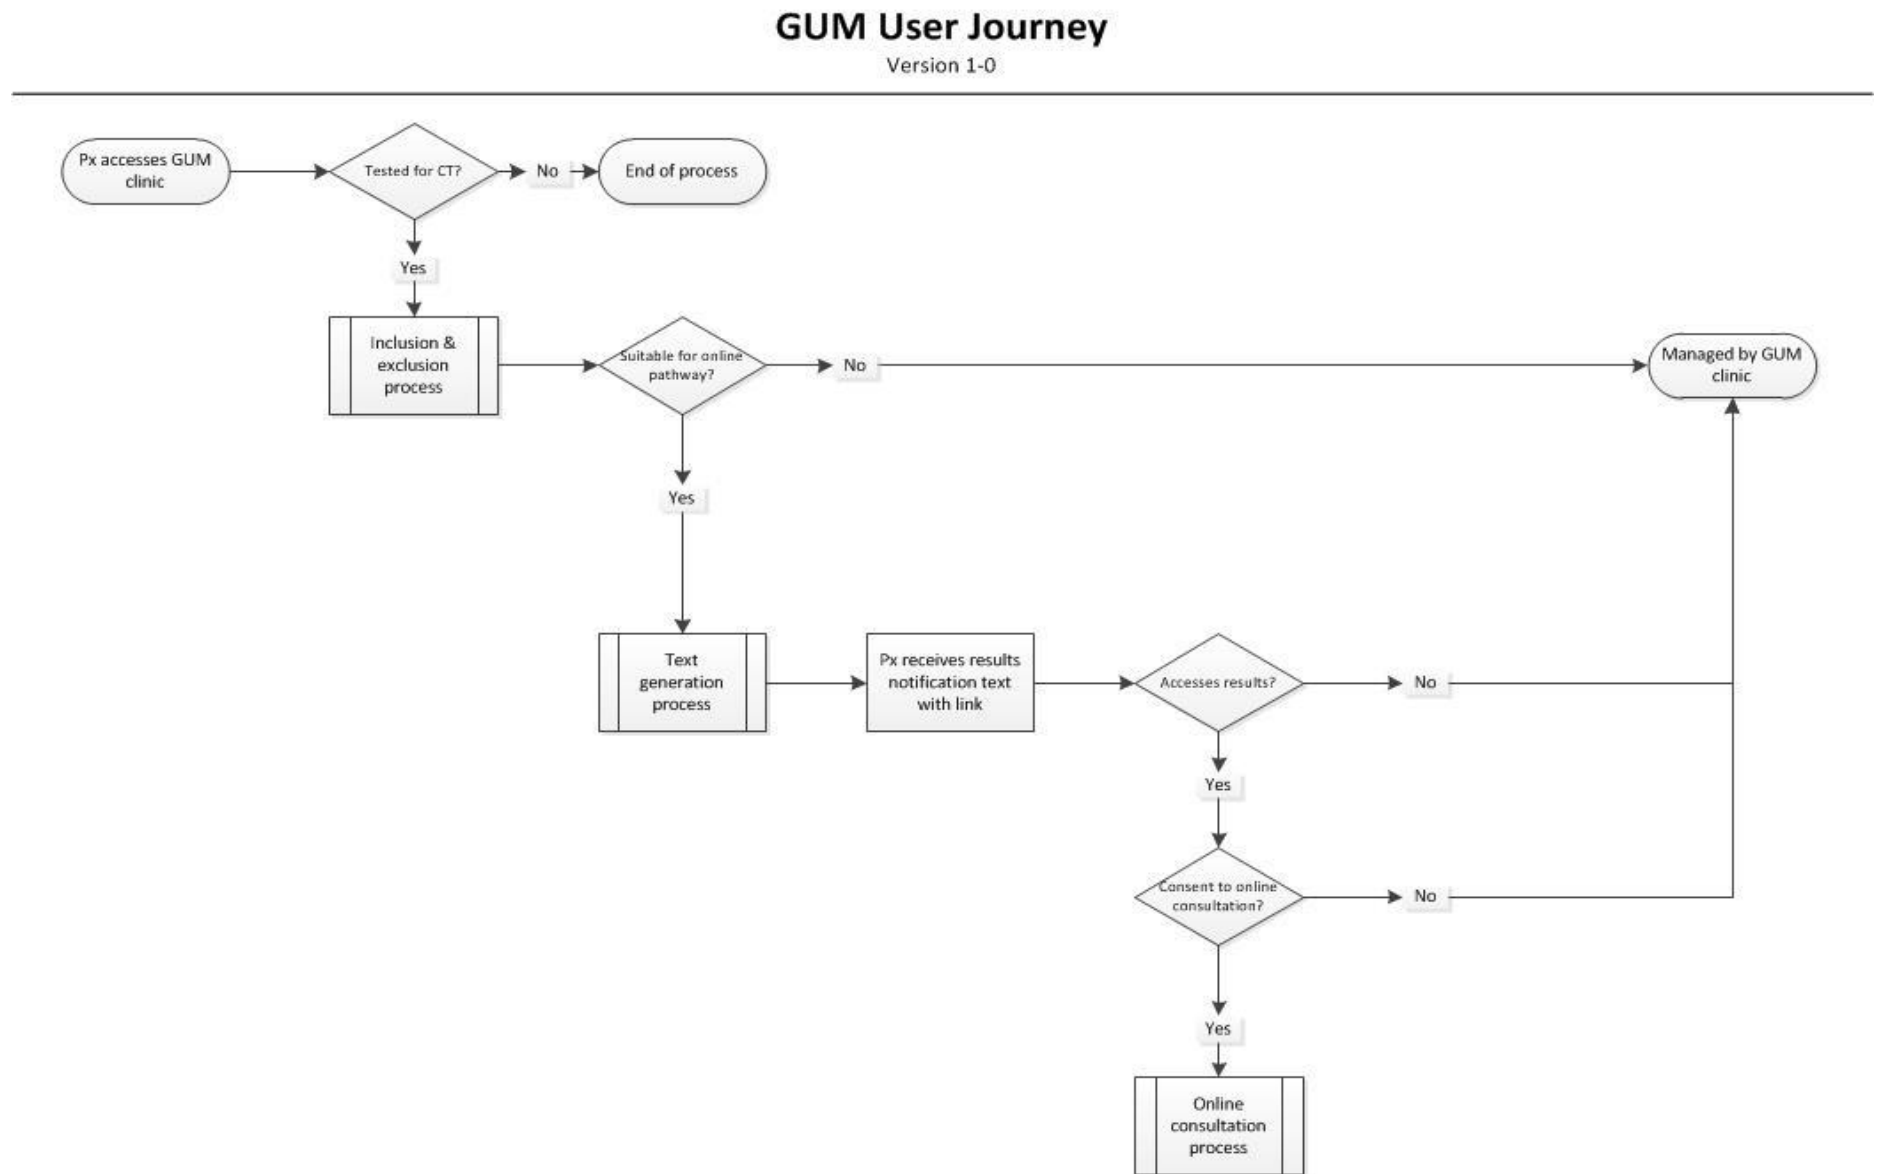 GUM User Journey
Version 1-0
Px accesses GUM
clinic
Tested for CT?
No
End of process
Yes
Inclusion &
exclusion
process
Suitable for online
pathway?
No
Managed by GUM
clinic
Yes
Text
generation
process
Px receives results
notification text
with link
Accesses results?
No
Yes
Consent to online
consultation?
No
Yes
Online
consultation
process